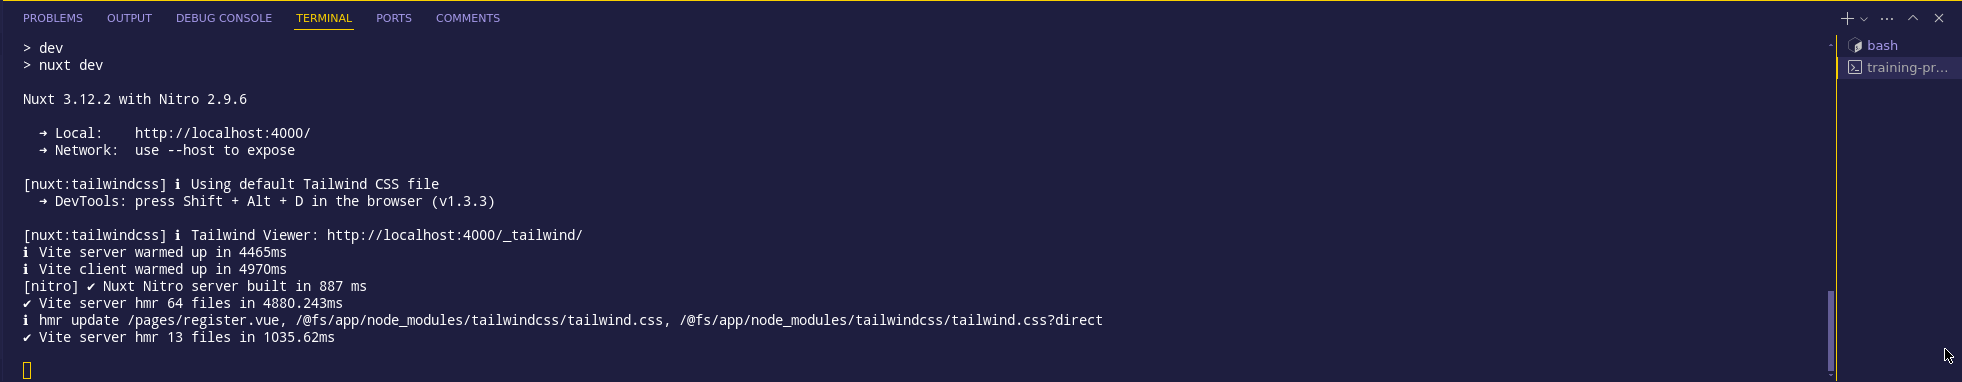 PROBLEMS OUTPUT DEBUG CONSOLE TERMINAL PORTS COMMENTS
> dev
> nuxt dev
Nuxt 3.12.2 with Nitro 2.9.6
➜ Local: http://localhost:4000/
➜ Network: use --host to expose
[nuxt:tailwindcss] ℹ Using default Tailwind CSS file
➜ DevTools: press Shift + Alt + D in the browser (v1.3.3)
[nuxt:tailwindcss] ℹ Tailwind Viewer: http://localhost:4000/_tailwind/
ℹ Vite server warmed up in 4465ms
ℹ Vite client warmed up in 4970ms
[nitro] ✔ Nuxt Nitro server built in 887 ms
✔ Vite server hmr 64 files in 4880.243ms
ℹ hmr update /pages/register.vue, /@fs/app/node_modules/tailwindcss/tailwind.css, /@fs/app/node_modules/tailwindcss/tailwind.css?direct
✔ Vite server hmr 13 files in 1035.62ms
bash
training-pr...